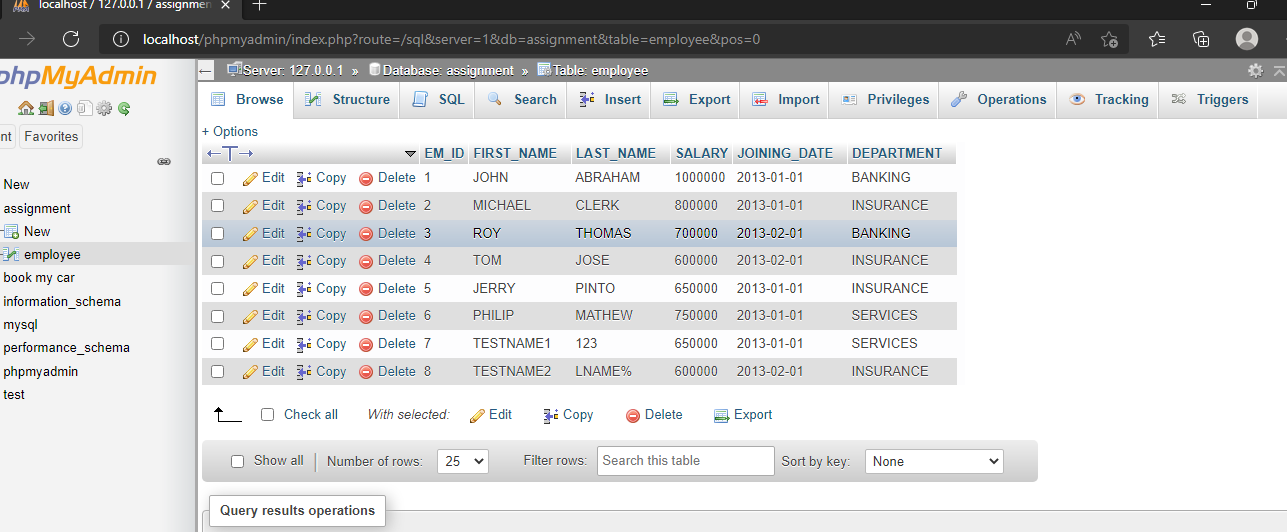 localhost / 127.0.0.1 / assignmen
localhost/phpmyadmin/index.php?route=/sql&server=1&db=assignment&table=employee&pos=0
phpMyAdmin
nt Favorites
New
assignment
New
employee
book my car
information_schema
mysql
performance_schema
phpmyadmin
test
Server: 127.0.0.1 » Database: assignment » Table: employee
Browse Structure SQL Search Insert Export Import Privileges Operations Tracking Triggers
+ Options
←T→ EM_ID FIRST_NAME LAST_NAME SALARY JOINING_DATE DEPARTMENT
Edit Copy Delete 1 JOHN ABRAHAM 1000000 2013-01-01 BANKING
Edit Copy Delete 2 MICHAEL CLERK 800000 2013-01-01 INSURANCE
Edit Copy Delete 3 ROY THOMAS 700000 2013-02-01 BANKING
Edit Copy Delete 4 TOM JOSE 600000 2013-02-01 INSURANCE
Edit Copy Delete 5 JERRY PINTO 650000 2013-01-01 INSURANCE
Edit Copy Delete 6 PHILIP MATHEW 750000 2013-01-01 SERVICES
Edit Copy Delete 7 TESTNAME1 123 650000 2013-01-01 SERVICES
Edit Copy Delete 8 TESTNAME2 LNAME% 600000 2013-02-01 INSURANCE
Check all With selected: Edit Copy Delete Export
Show all Number of rows: 25 Filter rows: Search this table Sort by key: None
Query results operations